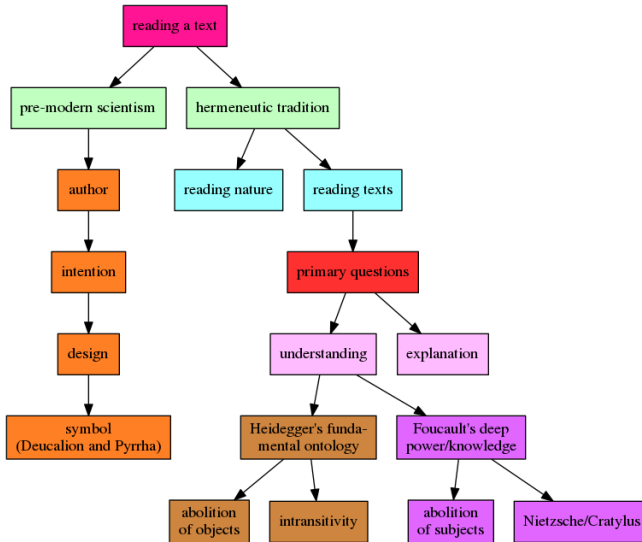 reading a text
pre-modern scientism
hermeneutic tradition
author
reading nature
reading texts
intention
primary questions
design
understanding
explanation
symbol
(Deucalion and Pyrrha)
Heidegger's funda-
mental ontology
Foucault's deep
power/knowledge
abolition
of objects
intransitivity
abolition
of subjects
Nietzsche/Cratylus